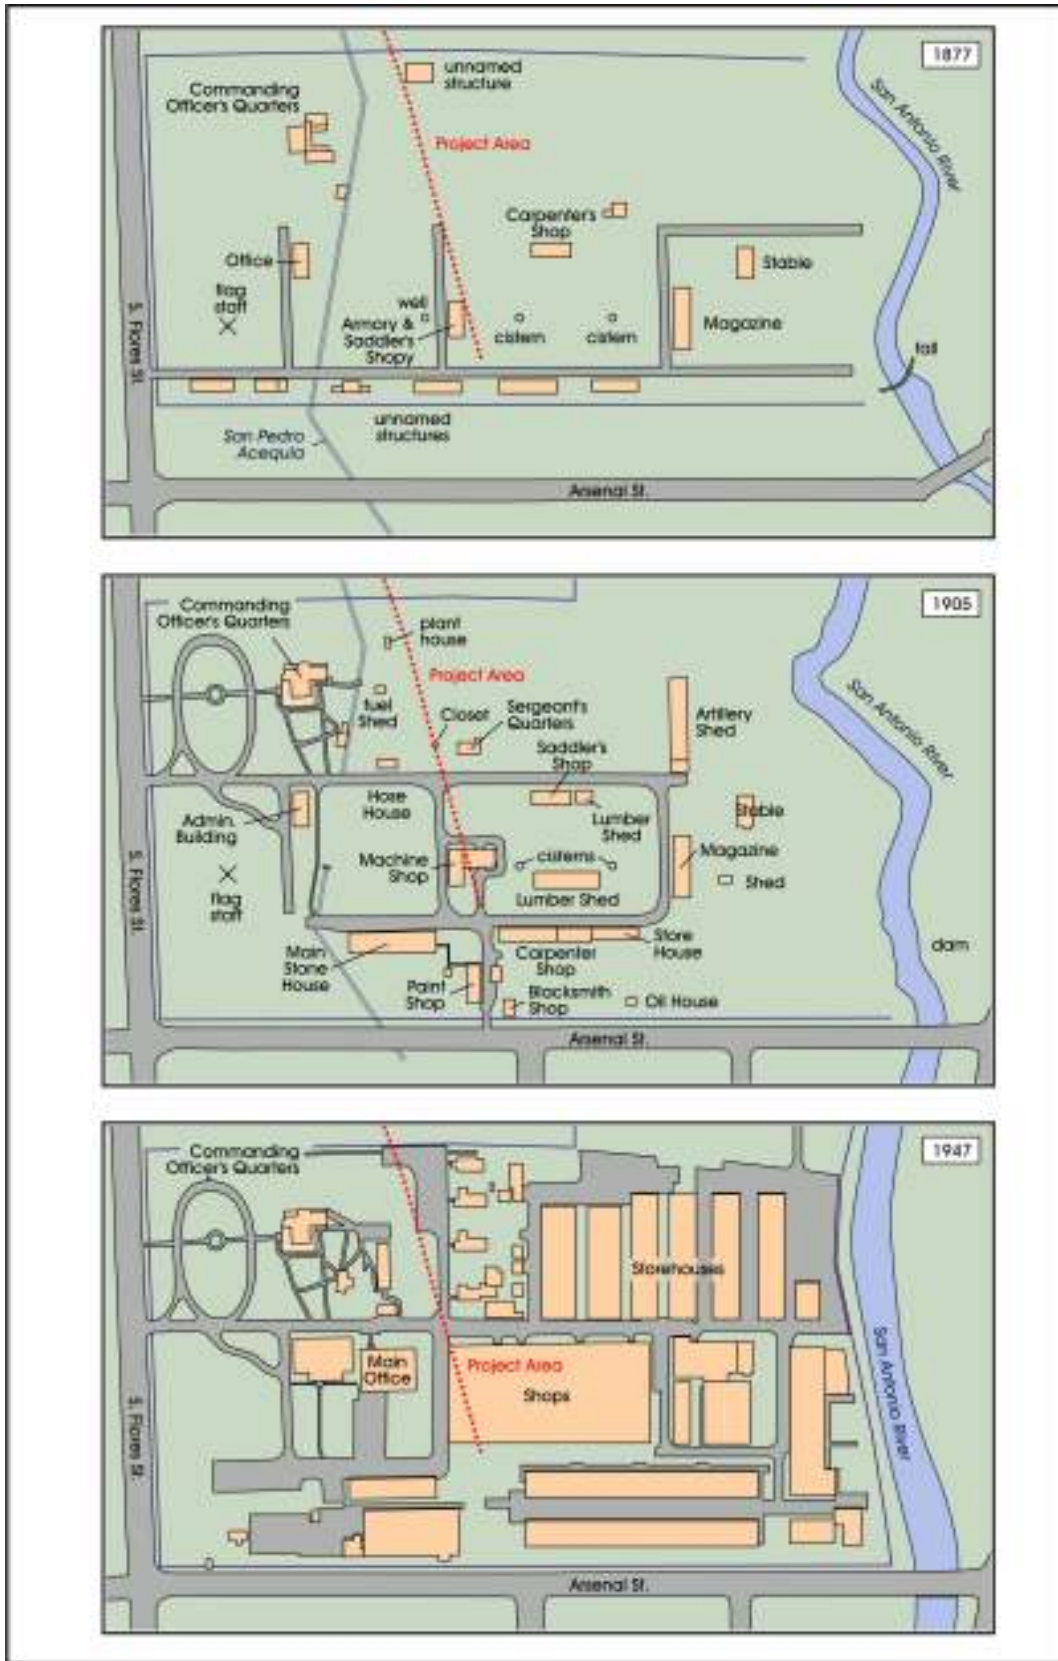 1877
unnamed
structure
Commanding
Officer's Quarters
San Antonio River
Project Area
Carpenter's
Shop
Office
Stable
flag
staff
well
Armory &
Saddler's
Shopy
cistern
cistern
Magazine
S. Flores St.
fall
unnamed
structures
San Pedro
Acequia
Arsenal St.
1905
Commanding
Officer's Quarters
plant
house
Project Area
fuel
Shed
Closet
Sergeant's
Quarters
Artillery
Shed
San Antonio River
Saddler's
Shop
Hose
House
Lumber
Shed
Stable
Admin.
Building
Machine
Shop
cisterns
Magazine
Shed
S. Flores St.
flag
staff
Lumber Shed
Main
Stone
House
Carpenter
Shop
Store
House
dam
Paint
Shop
Blacksmith
Shop
Oil House
Arsenal St.
1947
Commanding
Officer's Quarters
Storehouses
Main
Office
Project Area
Shops
San Antonio River
S. Flores St.
Arsenal St.